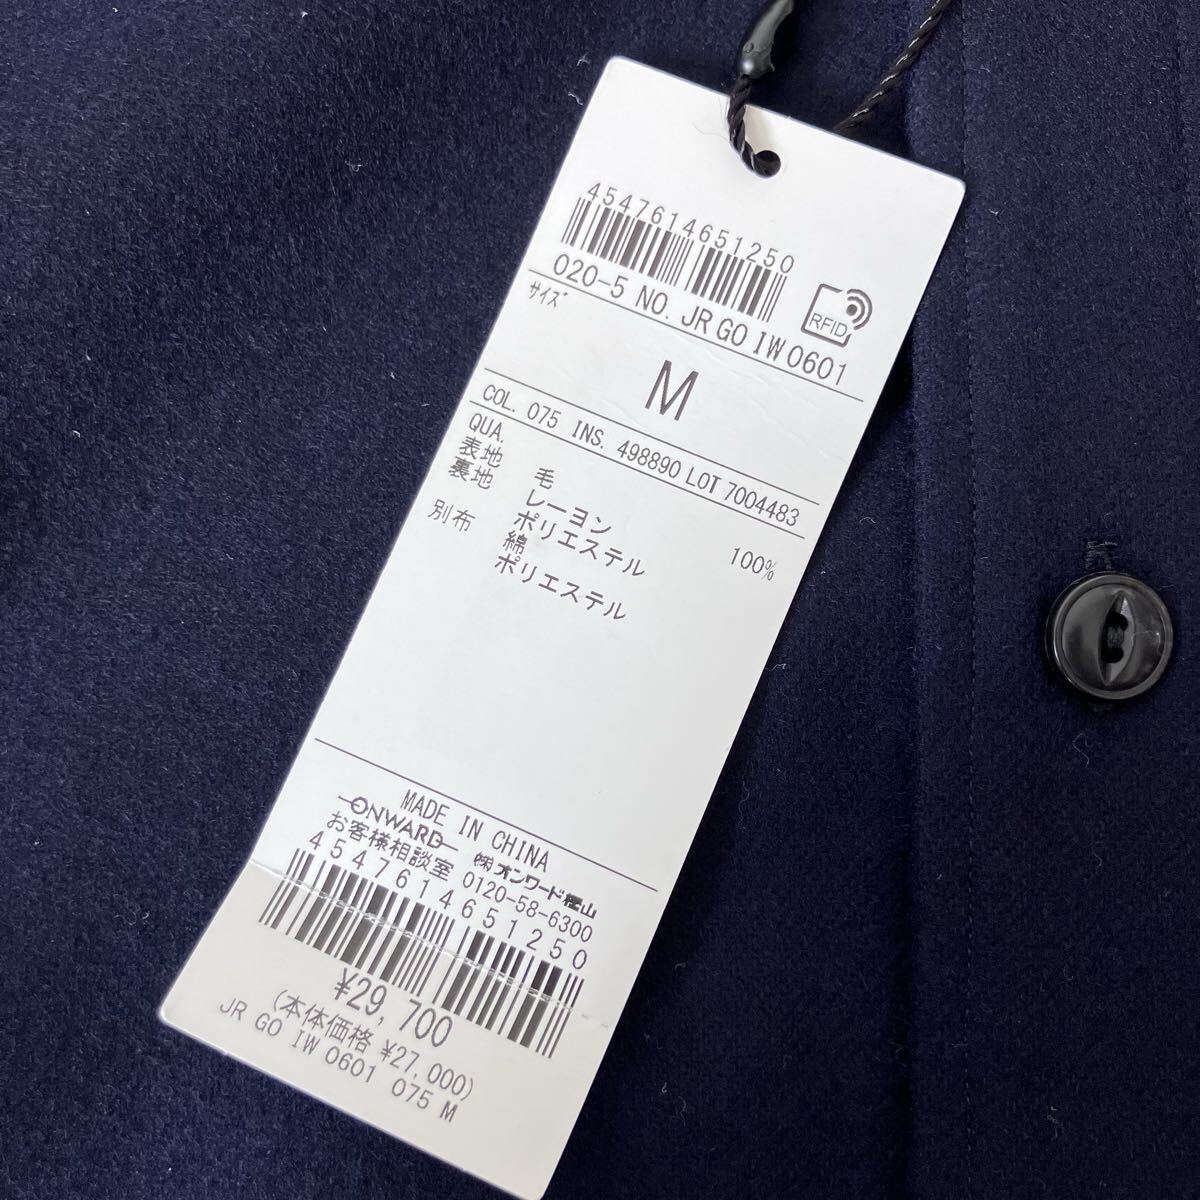 4547614651250
RFID
020-5 NO. JR GO IW 0601
ｻｲｽﾞ
M
COL. 075 INS. 498890 LOT 7004483
QUA.
表地 毛 100%
裏地 レーヨン
ポリエステル
別布 綿
ポリエステル
MADE IN CHINA
ONWARD ㈱オンワード樫山
お客様相談室 0120-58-6300
4547614651250
¥29,700
(本体価格 ¥27,000)
JR GO IW 0601 075 M